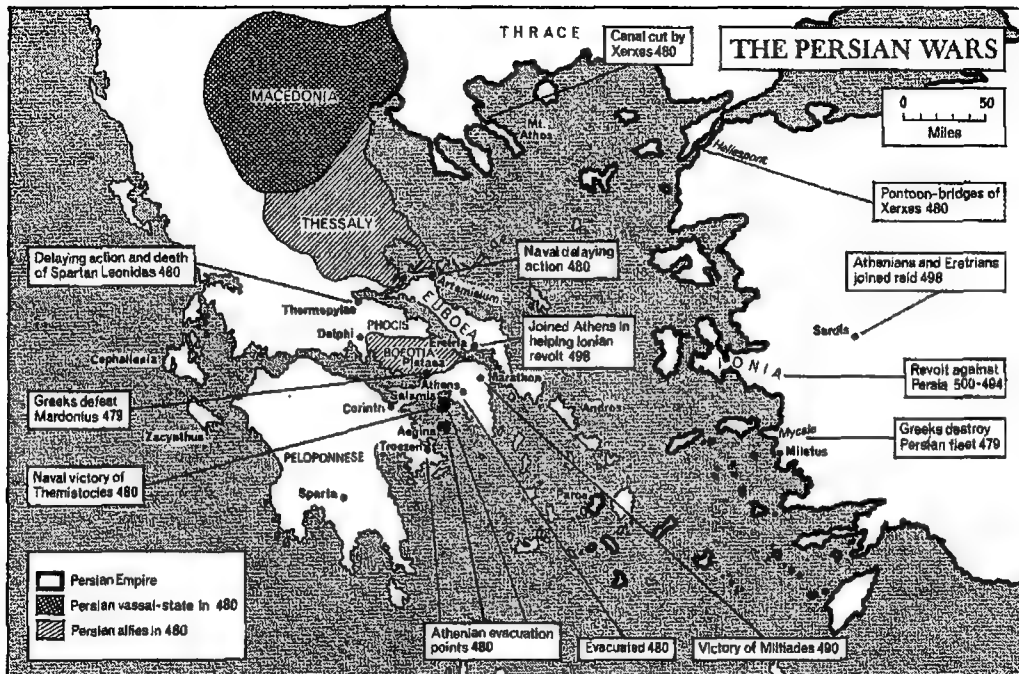 THE PERSIAN WARS
0 50
Miles
THRACE
Canal cut by
Xerxes 480
MACEDONIA
Mt.
Athos
Hellespont
Pontoon-bridges of
Xerxes 480
THESSALY
Delaying action and death
of Spartan Leonidas 480
Naval delaying
action 480
Artemisium
Athenians and Eretrians
joined raid 498
Thermopylae
EUBOEA
PHOCIS
Delphi
Eretria
Joined Athens in
helping Ionian
revolt 498
Sardis
BOEOTIA
Plataea
Cephallenia
IONIA
Revolt against
Persia 500-494
Marathon
Athens
Salamis
Greeks defeat
Mardonius 479
Corinth
Andros
Zacynthus
Aegina
Troezen
Mycale
Miletus
Greeks destroy
Persian fleet 479
PELOPONNESE
Naval victory of
Themistocles 480
Sparta
Paros
Persian Empire
Persian vassal-state in 480
Persian allies in 480
Athenian evacuation
points 480
Evacuated 480
Victory of Miltiades 490